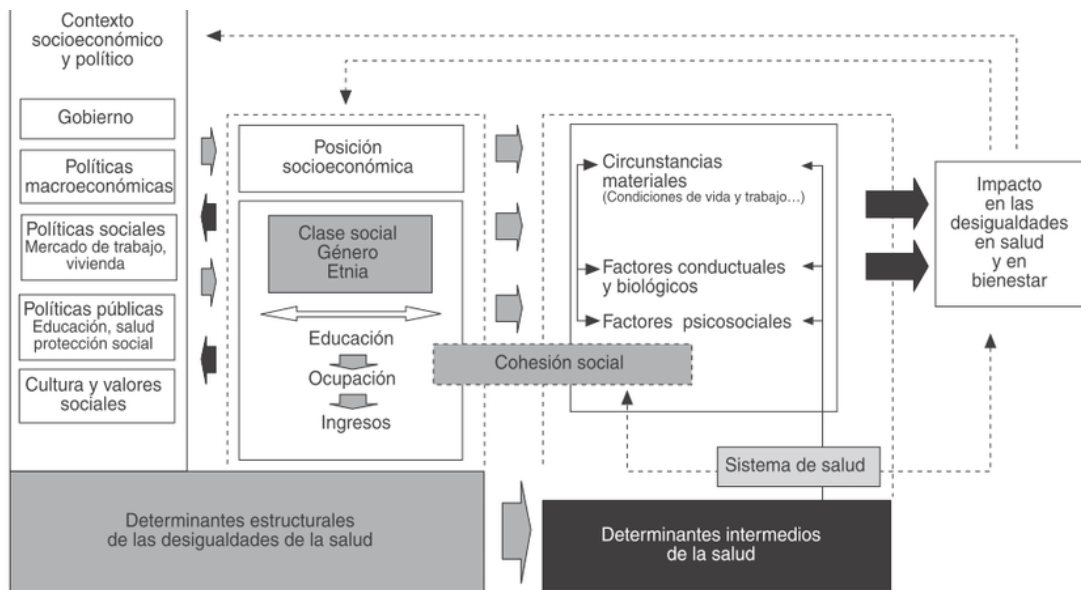 Contexto
socioeconómico
y político
Gobierno
Políticas
macroeconómicas
Políticas sociales
Mercado de trabajo,
vivienda
Políticas públicas
Educación, salud
protección social
Cultura y valores
sociales
Posición
socioeconómica
Clase social
Género
Etnia
Educación
Ocupación
Ingresos
Cohesión social
Circunstancias
materiales
(Condiciones de vida y trabajo...)
Factores conductuales
y biológicos
Factores psicosociales
Sistema de salud
Impacto
en las
desigualdades
en salud
y en
bienestar
Determinantes estructurales
de las desigualdades de la salud
Determinantes intermedios
de la salud